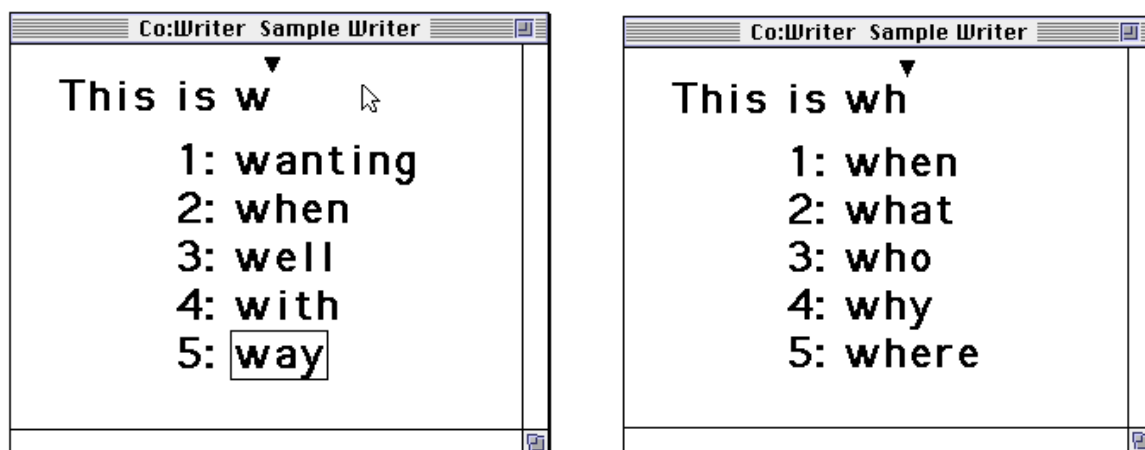 Co:Writer Sample Writer
This is w
1: wanting
2: when
3: well
4: with
5: way
Co:Writer Sample Writer
This is wh
1: when
2: what
3: who
4: why
5: where